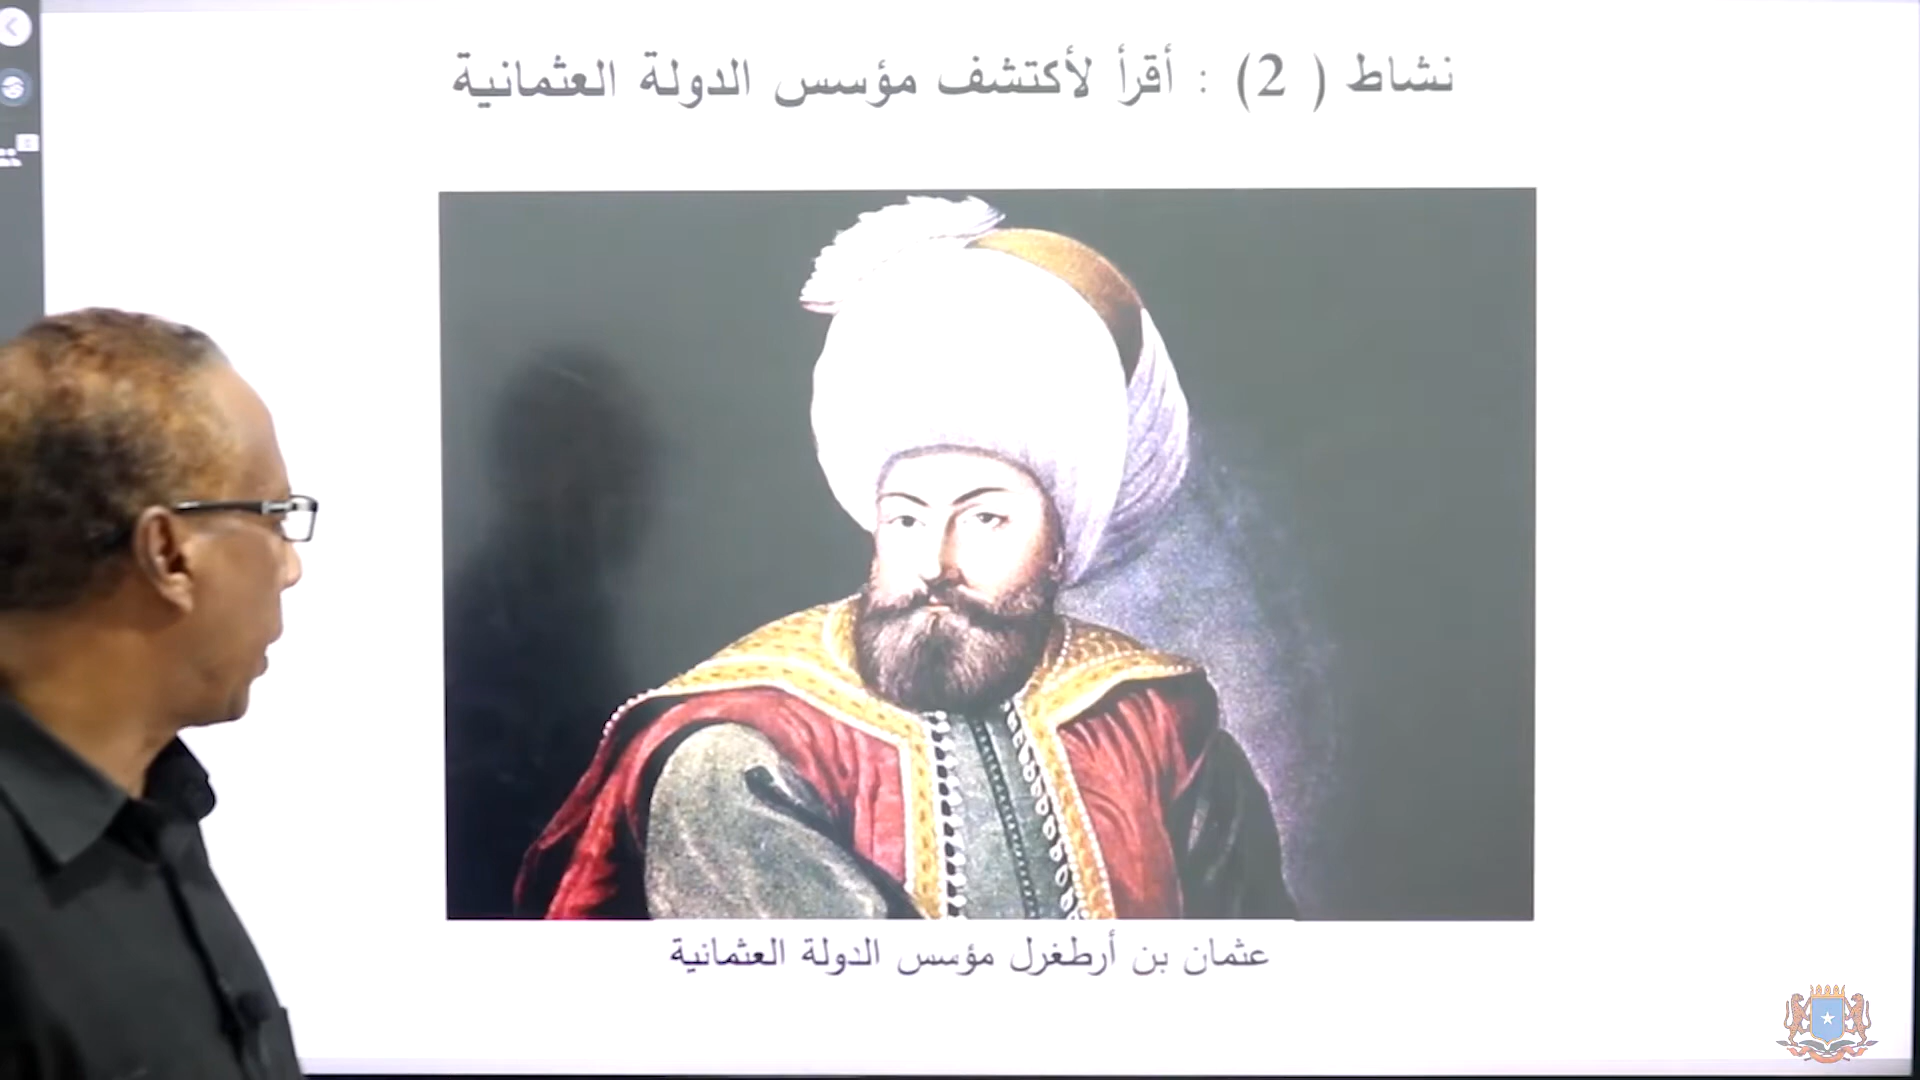 نشاط ( 2) : أقرأ لأكتشف مؤسس الدولة العثمانية
عثمان بن أرطغرل مؤسس الدولة العثمانية